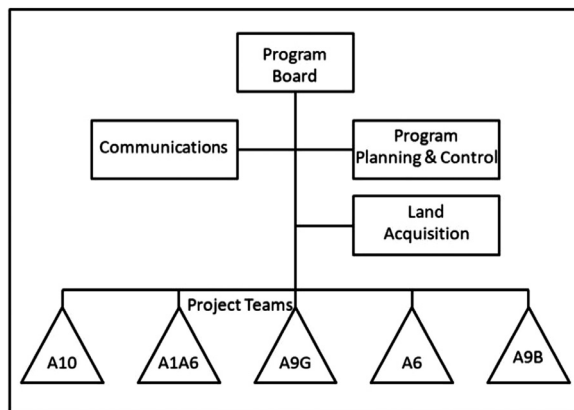 Program
Board
Communications
Program
Planning & Control
Land
Acquisition
Project Teams
A10
A1A6
A9G
A6
A9B